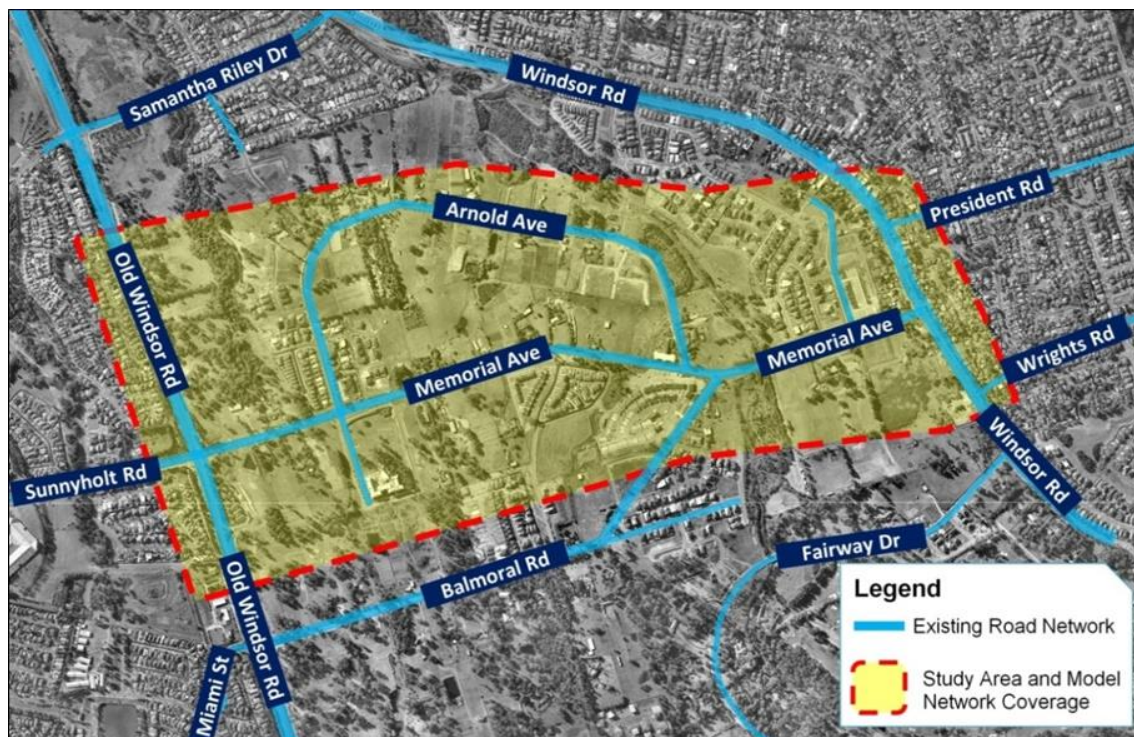 Samantha Riley Dr
Windsor Rd
President Rd
Arnold Ave
Old Windsor Rd
Memorial Ave
Memorial Ave
Wrights Rd
Sunnyholt Rd
Windsor Rd
Balmoral Rd
Fairway Dr
Old Windsor Rd
Miami St
Legend
Existing Road Network
Study Area and Model
Network Coverage